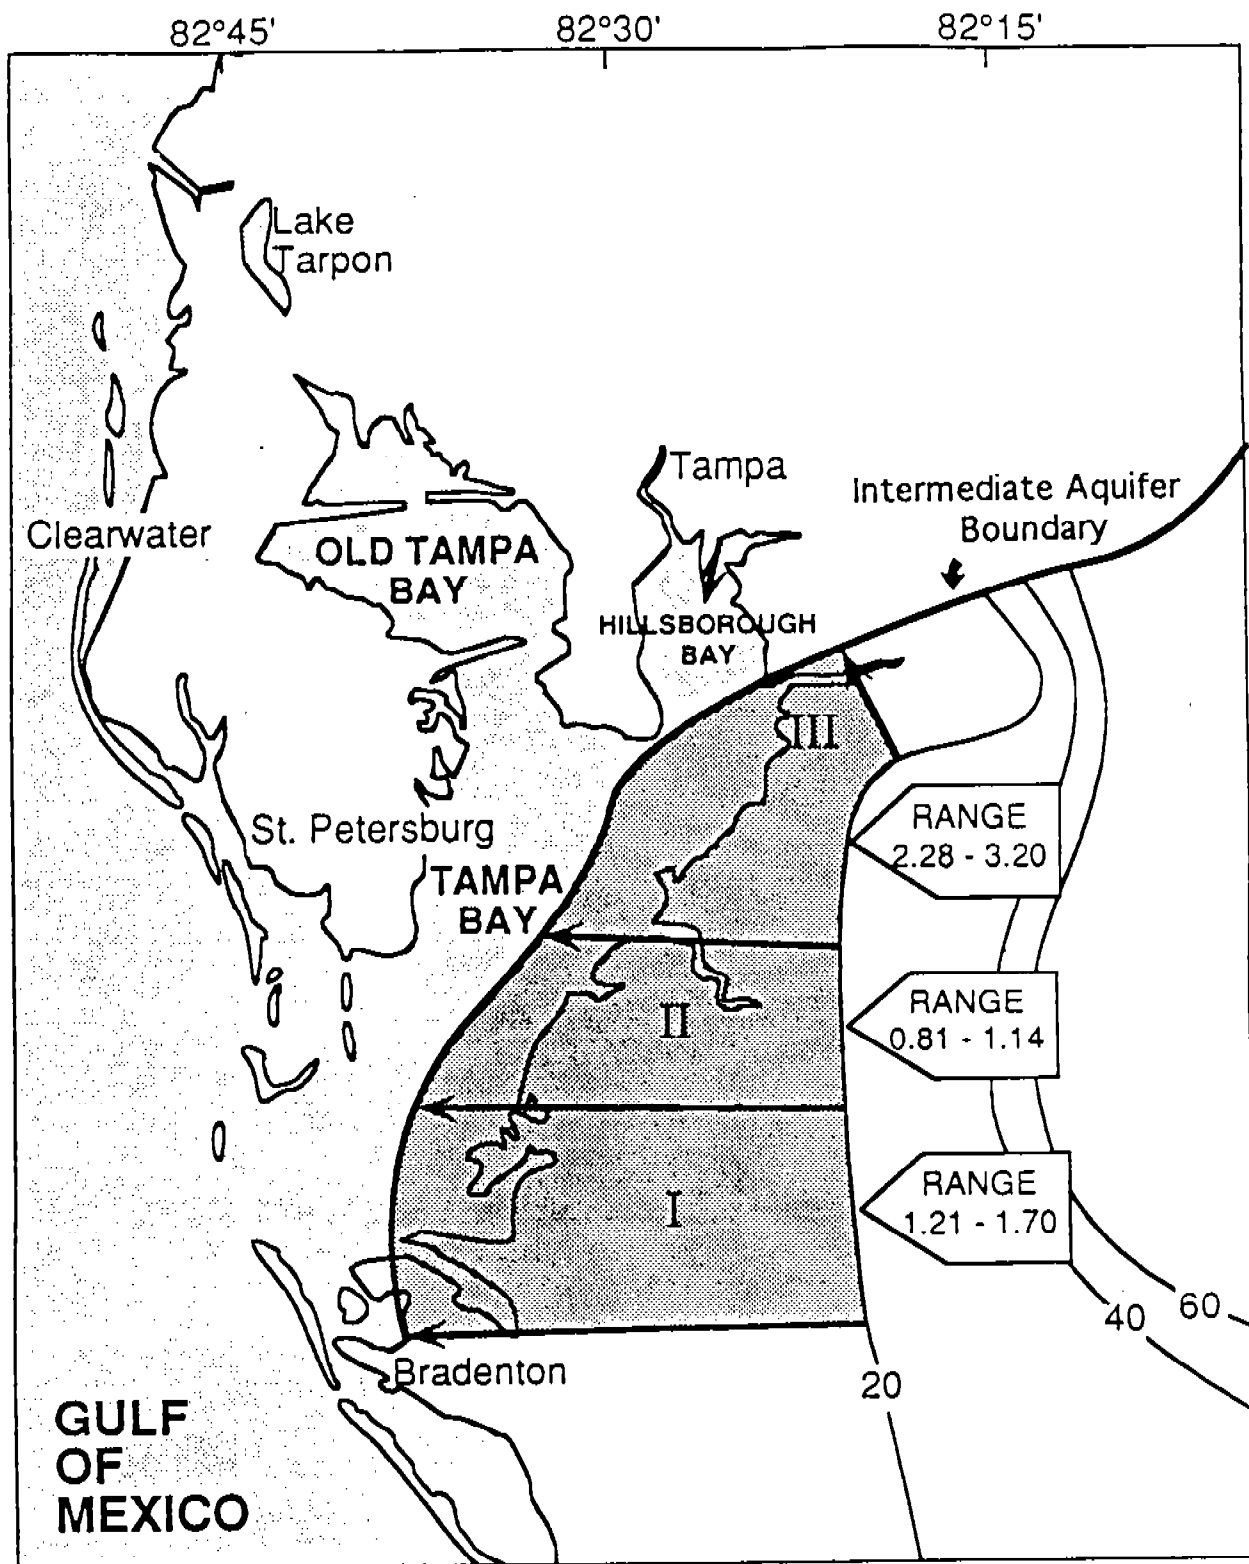 82°45'
82°30'
82°15'
Lake
Tarpon
Tampa
Intermediate Aquifer
Boundary
Clearwater
OLD TAMPA
BAY
HILLSBOROUGH
BAY
III
RANGE
2.28 - 3.20
St. Petersburg
TAMPA
BAY
II
RANGE
0.81 - 1.14
I
RANGE
1.21 - 1.70
60
40
Bradenton
20
GULF
OF
MEXICO